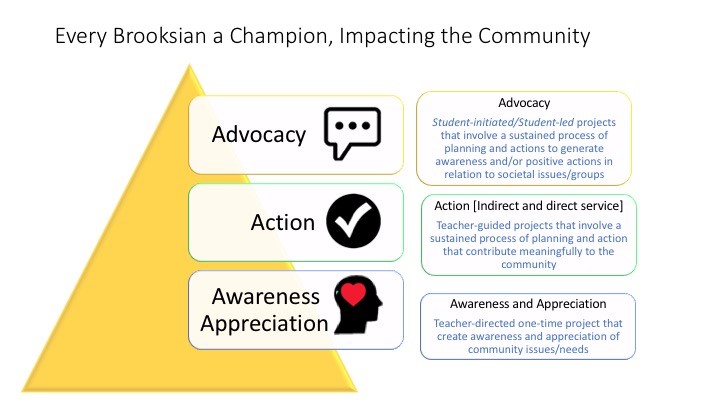 Every Brooksian a Champion, Impacting the Community
Advocacy
Advocacy
Student-initiated/Student-led projects
that involve a sustained process of
planning and actions to generate
awareness and/or positive actions in
relation to societal issues/groups
Action
Action [Indirect and direct service]
Teacher-guided projects that involve a
sustained process of planning and action
that contribute meaningfully to the
community
Awareness
Appreciation
Awareness and Appreciation
Teacher-directed one-time project that
create awareness and appreciation of
community issues/needs